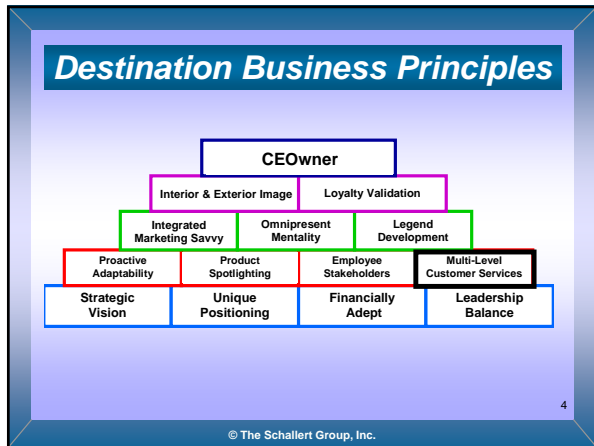 Destination Business Principles
CEOwner
Interior & Exterior Image
Loyalty Validation
Integrated
Marketing Savvy
Omnipresent
Mentality
Legend
Development
Proactive
Adaptability
Product
Spotlighting
Employee
Stakeholders
Multi-Level
Customer Services
Strategic
Vision
Unique
Positioning
Financially
Adept
Leadership
Balance
4
© The Schallert Group, Inc.